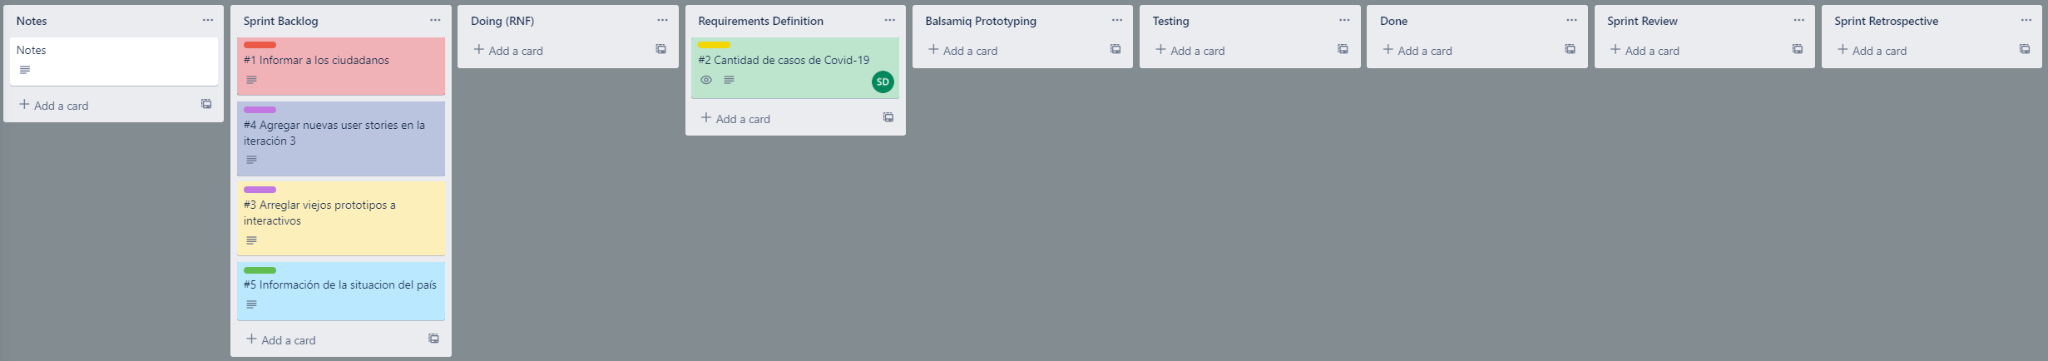 Notes
Notes
Add a card
Sprint Backlog
#1 Informar a los ciudadanos
#4 Agregar nuevas user stories en la
iteración 3
#3 Arreglar viejos prototipos a
interactivos
#5 Información de la situacion del país
Add a card
Doing (RNF)
Add a card
Requirements Definition
#2 Cantidad de casos de Covid-19
SD
Add a card
Balsamiq Prototyping
Add a card
Testing
Add a card
Done
Add a card
Sprint Review
Add a card
Sprint Retrospective
Add a card